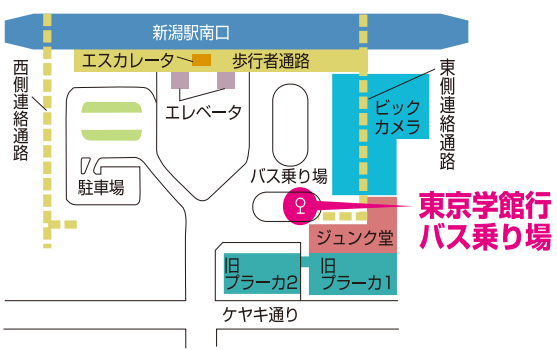 新潟駅南口
エスカレータ
歩行者通路
西側連絡通路
東側連絡通路
エレベータ
ビック
カメラ
バス乗り場
駐車場
東京学館行
バス乗り場
ジュンク堂
旧
プラーカ2
旧
プラーカ1
ケヤキ通り